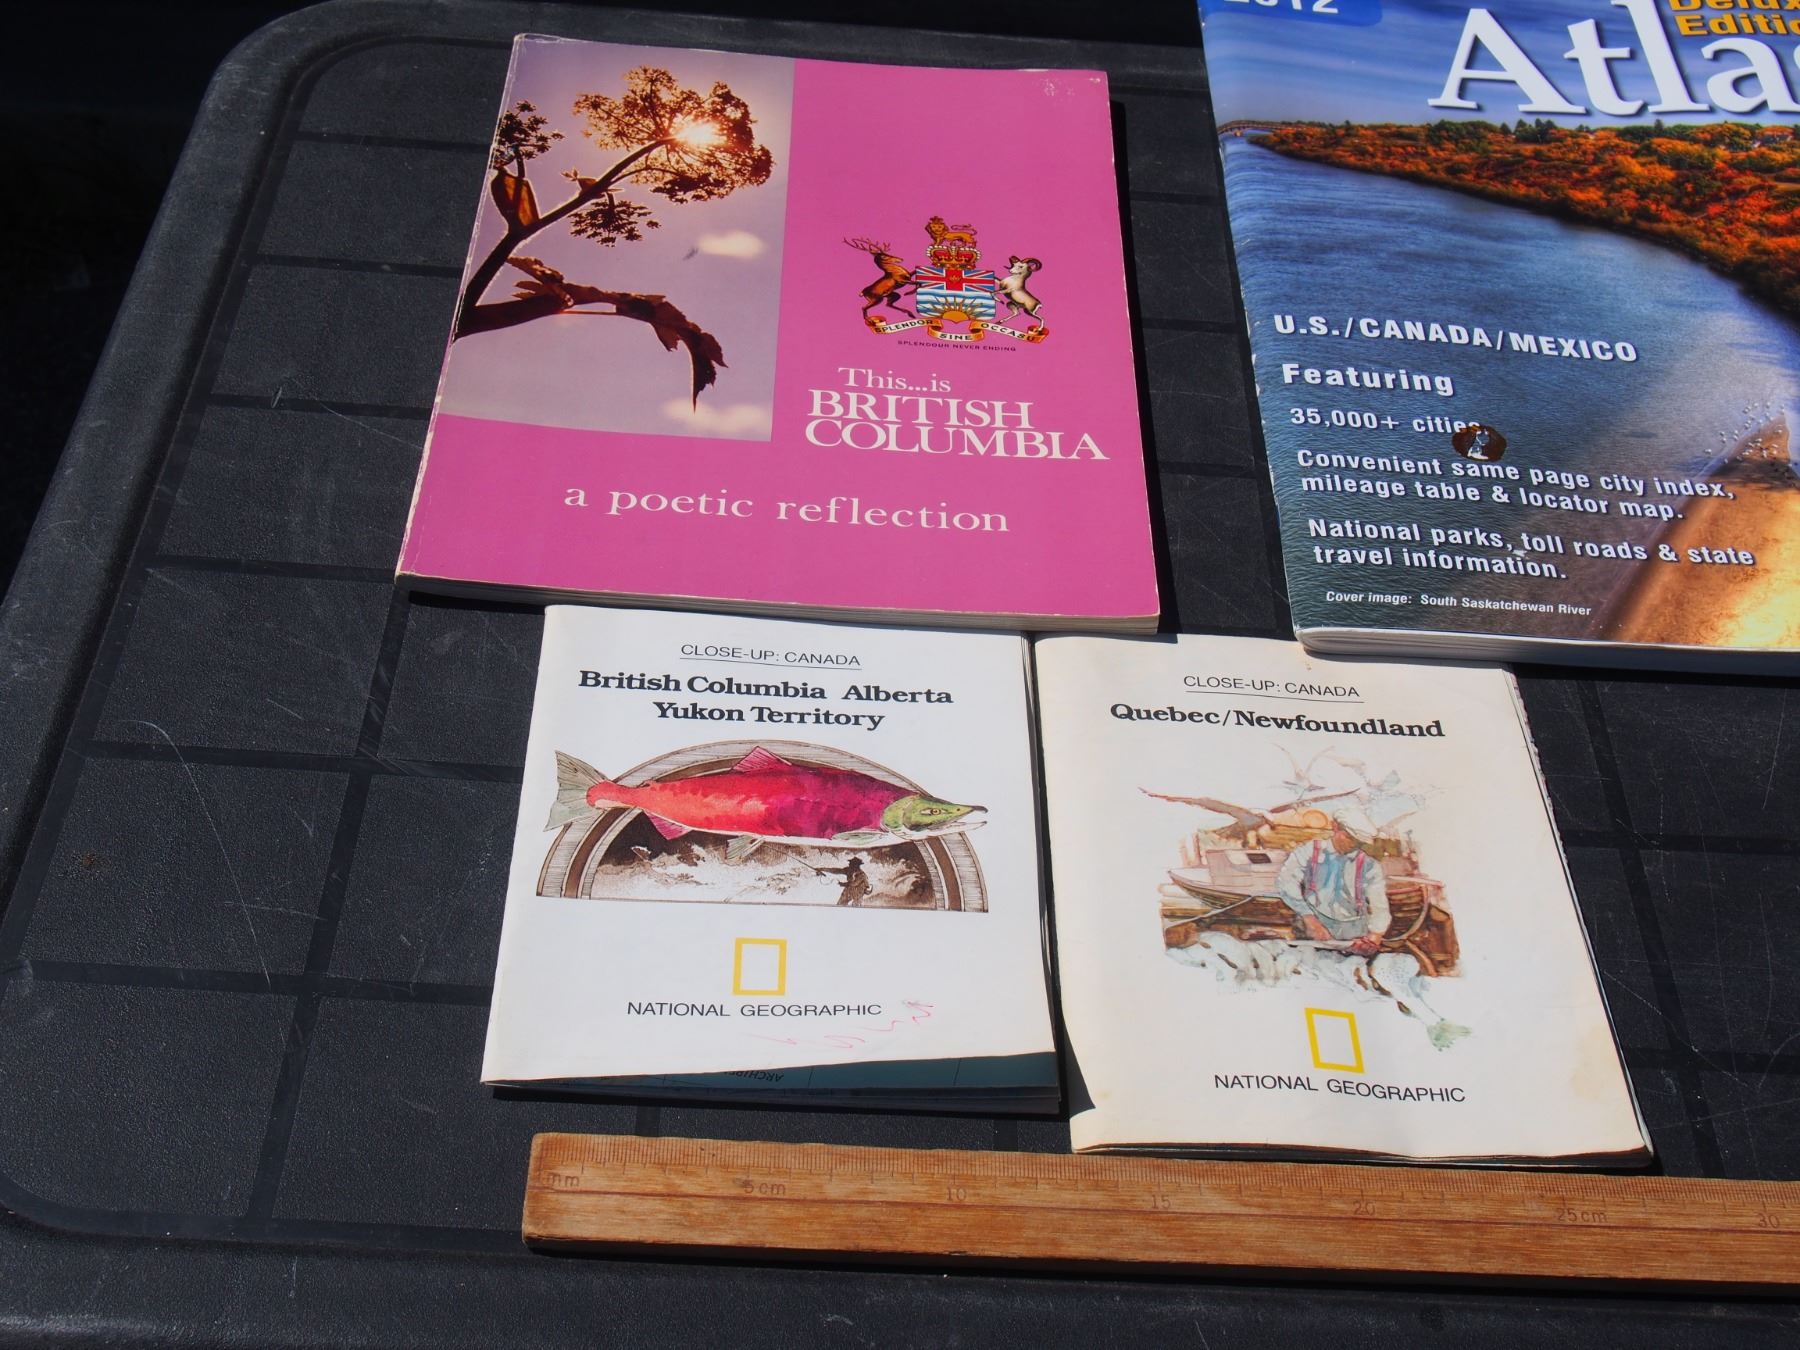 SPLENDOR SINE OCCASU
SPLENDOUR NEVER ENDING
This...is
BRITISH
COLUMBIA
a poetic reflection
2012
Deluxe
Edition
Atlas
U.S./CANADA/MEXICO
Featuring
35,000+ cities,
Convenient same page city index,
mileage table & locator map.
National parks, toll roads & state
travel information.
Cover image: South Saskatchewan River
CLOSE-UP: CANADA
British Columbia Alberta
Yukon Territory
NATIONAL GEOGRAPHIC
CLOSE-UP: CANADA
Quebec/Newfoundland
NATIONAL GEOGRAPHIC
mm 5cm 10 15 20 25cm 30